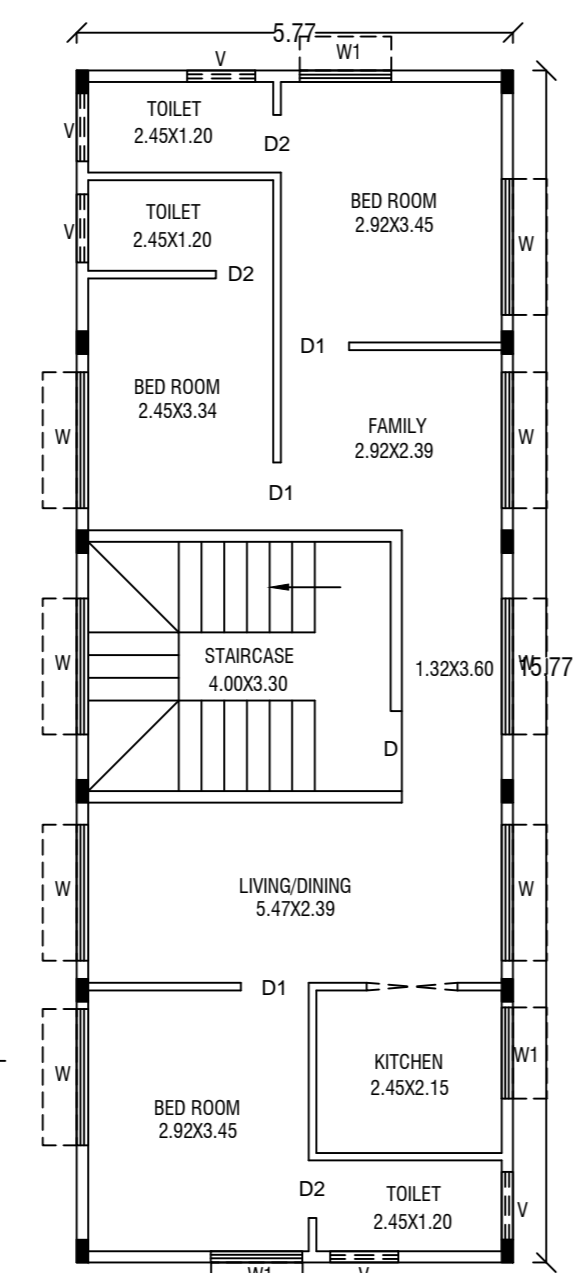 5.77
V
W1
TOILET
2.45X1.20
V
D2
TOILET
2.45X1.20
V
BED ROOM
2.92X3.45
W
D2
D1
BED ROOM
2.45X3.34
W
FAMILY
2.92X2.39
W
D1
STAIRCASE
4.00X3.30
W
1.32X3.60
W
15.77
D
W
LIVING/DINING
5.47X2.39
W
D1
W
BED ROOM
2.92X3.45
KITCHEN
2.45X2.15
W1
D2
TOILET
2.45X1.20
V
W1
V